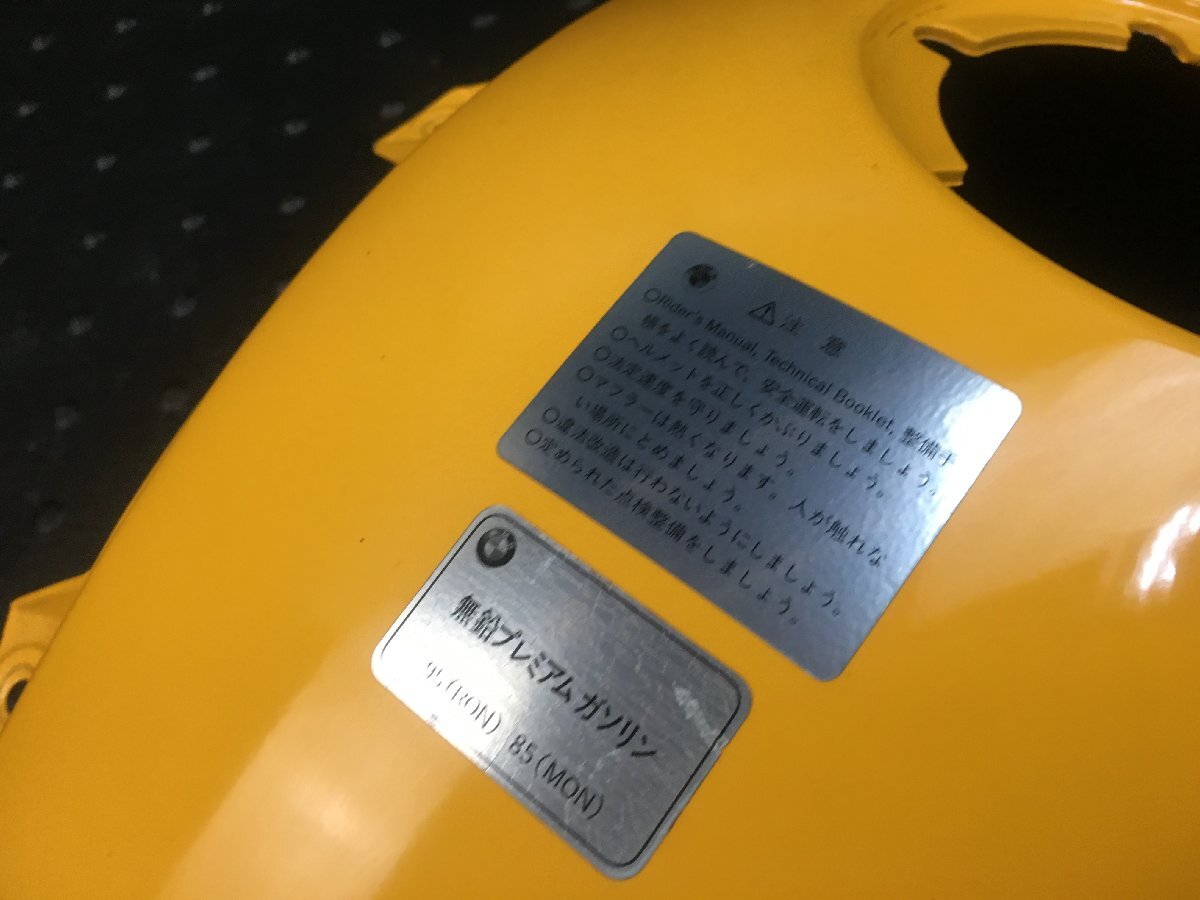 注 意
○Rider's Manual, Technical Booklet, 整備手
帳をよく読んで、安全運転をしましょう。
○ヘルメットを正しくかぶりましょう。
○法定速度を守りましょう。
○マフラーは熱くなります。人が触れな
い場所にとめましょう。
○違法改造は行わないようにしましょう。
○定められた点検整備をしましょう。
無鉛プレミアムガソリン
95(RON) 85(MON)